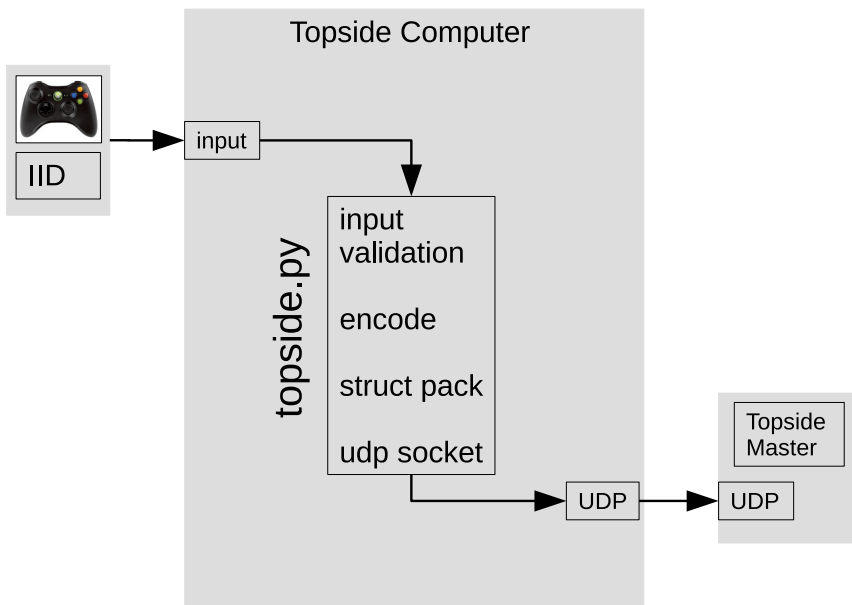 Topside Computer
IID
input
topside.py
input
validation
encode
struct pack
udp socket
UDP
Topside
Master
UDP